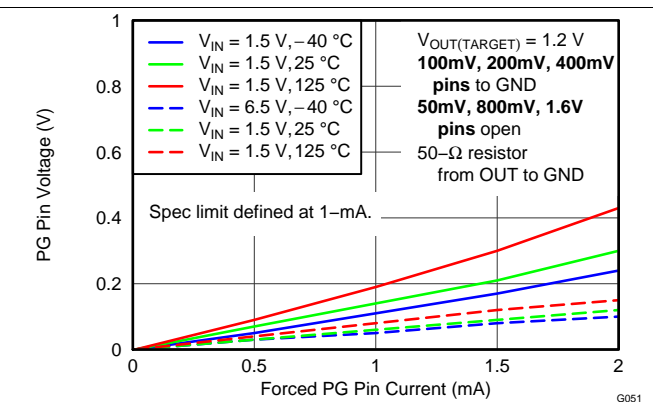 1
0.8
0.6
0.4
0.2
0
PG Pin Voltage (V)
V_IN = 1.5 V, −40 °C
V_IN = 1.5 V, 25 °C
V_IN = 1.5 V, 125 °C
V_IN = 6.5 V, −40 °C
V_IN = 1.5 V, 25 °C
V_IN = 1.5 V, 125 °C
V_OUT(TARGET) = 1.2 V
100mV, 200mV, 400mV
pins to GND
50mV, 800mV, 1.6V
pins open
50−Ω resistor
from OUT to GND
Spec limit defined at 1−mA.
0 0.5 1 1.5 2
Forced PG Pin Current (mA)
G051